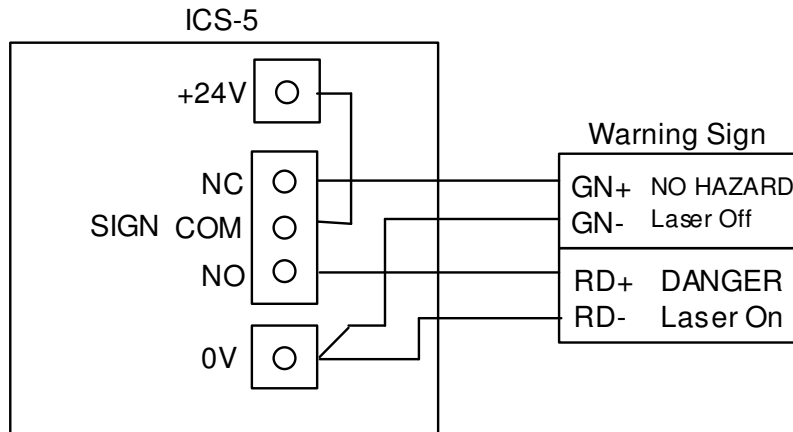 ICS-5
+24V
NC
SIGN COM
NO
0V
Warning Sign
GN+ NO HAZARD
GN- Laser Off
RD+ DANGER
RD- Laser On